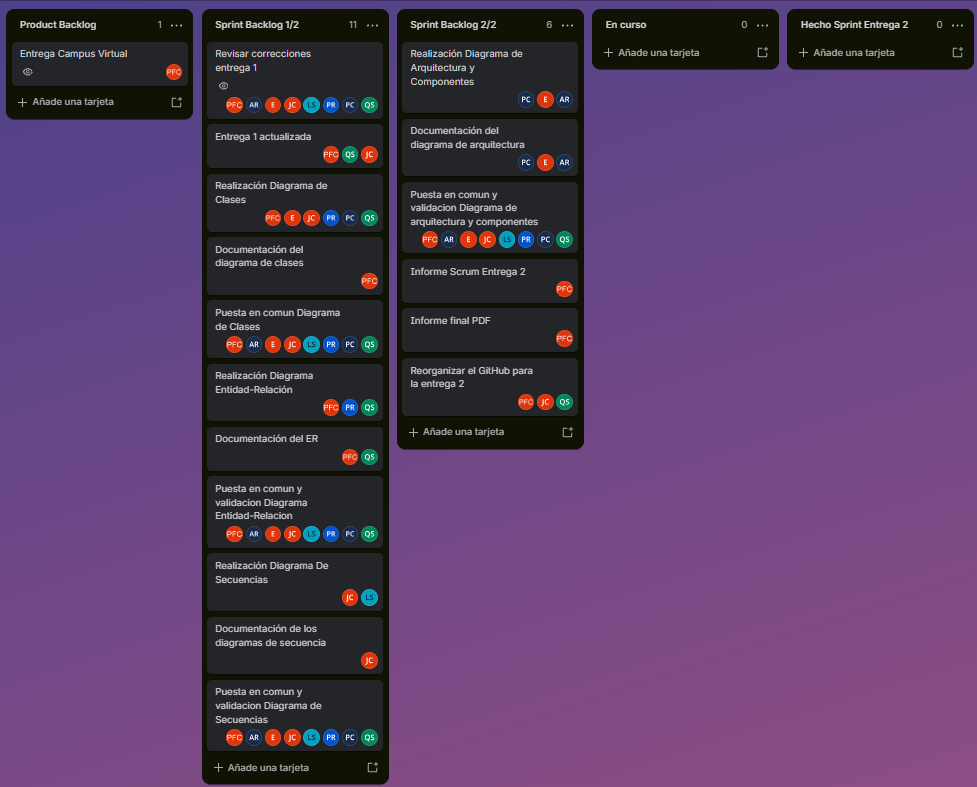 Product Backlog 1 ...
Entrega Campus Virtual
PFC
+ Añade una tarjeta
Sprint Backlog 1/2 11 ...
Revisar correcciones
entrega 1
PFC AR E JC LS PR PC QS
Entrega 1 actualizada
PFC QS JC
Realización Diagrama de
Clases
PFC E JC PR PC QS
Documentación del
diagrama de clases
PFC
Puesta en comun Diagrama
de Clases
PFC AR E JC LS PR PC QS
Realización Diagrama
Entidad-Relación
PFC PR QS
Documentación del ER
PFC QS
Puesta en comun y
validacion Diagrama
Entidad-Relacion
PFC AR E JC LS PR PC QS
Realización Diagrama De
Secuencias
JC LS
Documentación de los
diagramas de secuencia
JC
Puesta en comun y
validacion Diagrama de
Secuencias
PFC AR E JC LS PR PC QS
+ Añade una tarjeta
Sprint Backlog 2/2 6 ...
Realización Diagrama de
Arquitectura y
Componentes
PC E AR
Documentación del
diagrama de arquitectura
PC E AR
Puesta en comun y
validacion Diagrama de
arquitectura y componentes
PFC AR E JC LS PR PC QS
Informe Scrum Entrega 2
PFC
Informe final PDF
PFC
Reorganizar el GitHub para
la entrega 2
PFC JC QS
+ Añade una tarjeta
En curso 0 ...
+ Añade una tarjeta
Hecho Sprint Entrega 2 0 ...
+ Añade una tarjeta